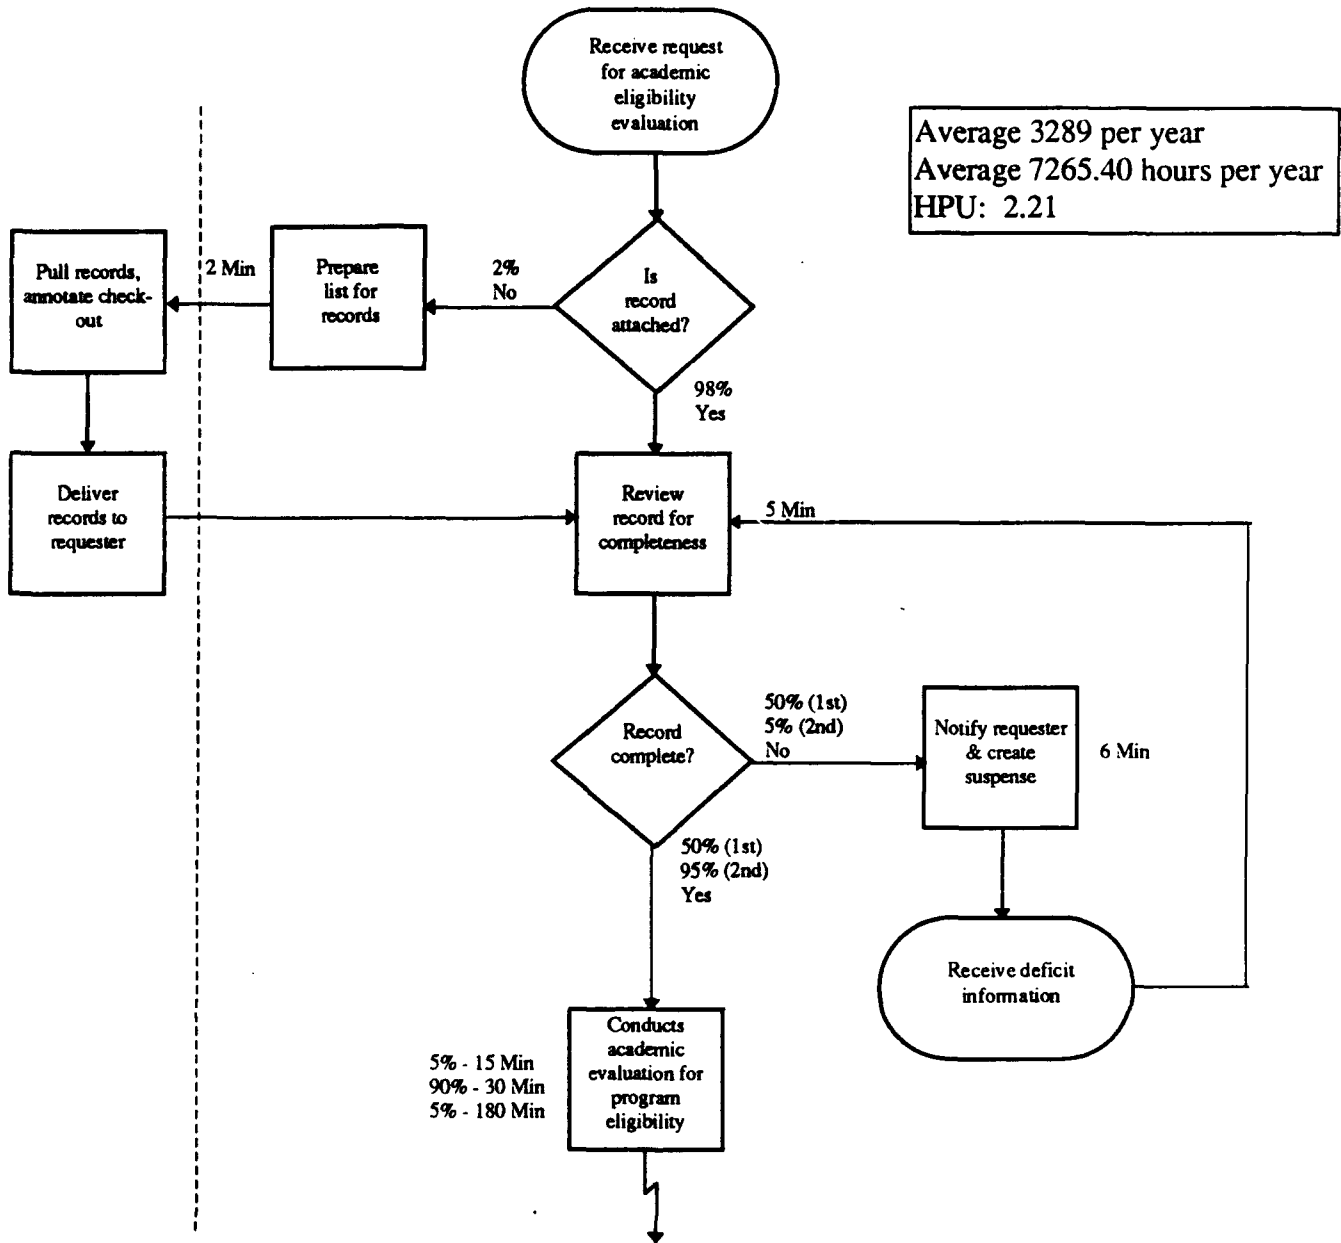 Receive request
for academic
eligibility
evaluation
Average 3289 per year
Average 7265.40 hours per year
HPU: 2.21
Pull records,
annotate check-
out
2 Min
Prepare
list for
records
2%
No
Is
record
attached?
98%
Yes
Deliver
records to
requester
Review
record for
completeness
5 Min
Record
complete?
50% (1st)
5% (2nd)
No
Notify requester
& create
suspense
6 Min
50% (1st)
95% (2nd)
Yes
Receive deficit
information
5% - 15 Min
90% - 30 Min
5% - 180 Min
Conducts
academic
evaluation for
program
eligibility